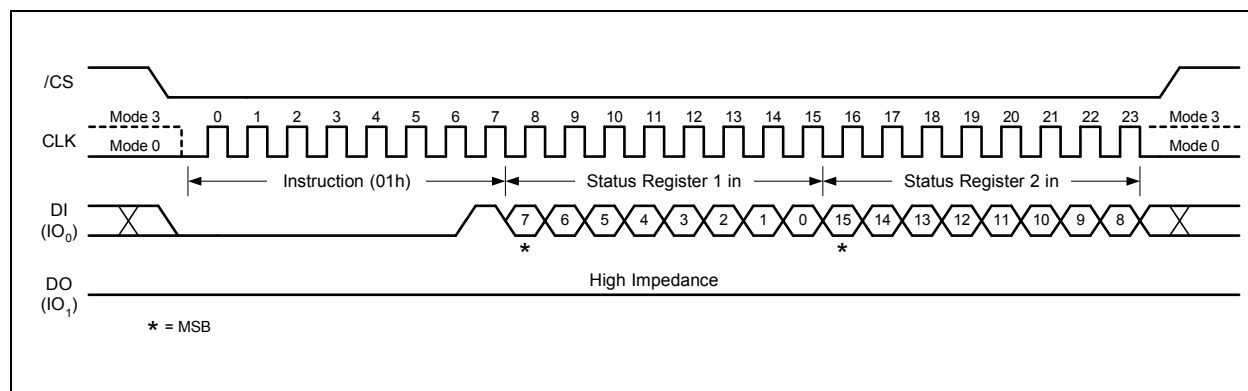 /CS
Mode 3 0 1 2 3 4 5 6 7 8 9 10 11 12 13 14 15 16 17 18 19 20 21 22 23 Mode 3
CLK
Mode 0 Mode 0
Instruction (01h) Status Register 1 in Status Register 2 in
DI
(IO0) 7 6 5 4 3 2 1 0 15 14 13 12 11 10 9 8
* *
DO High Impedance
(IO1)
* = MSB